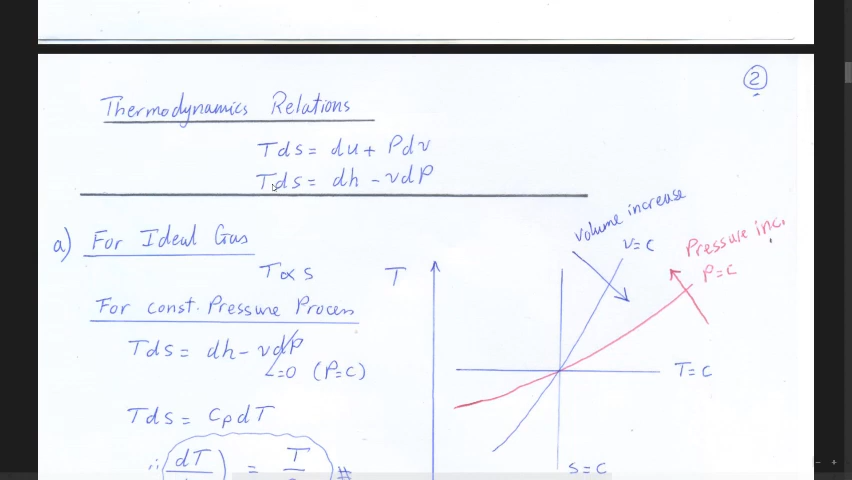 2
Thermodynamics Relations
Tds = du + Pdv
Tds = dh - vdP
a) For Ideal Gas
T ∝ s
For const. Pressure Process
Tds = dh - vdP
=0 (P=C)
Tds = CpdT
∴ dT = T #
T
volume increase
v=c
Pressure inc.
P=C
T=C
S=C